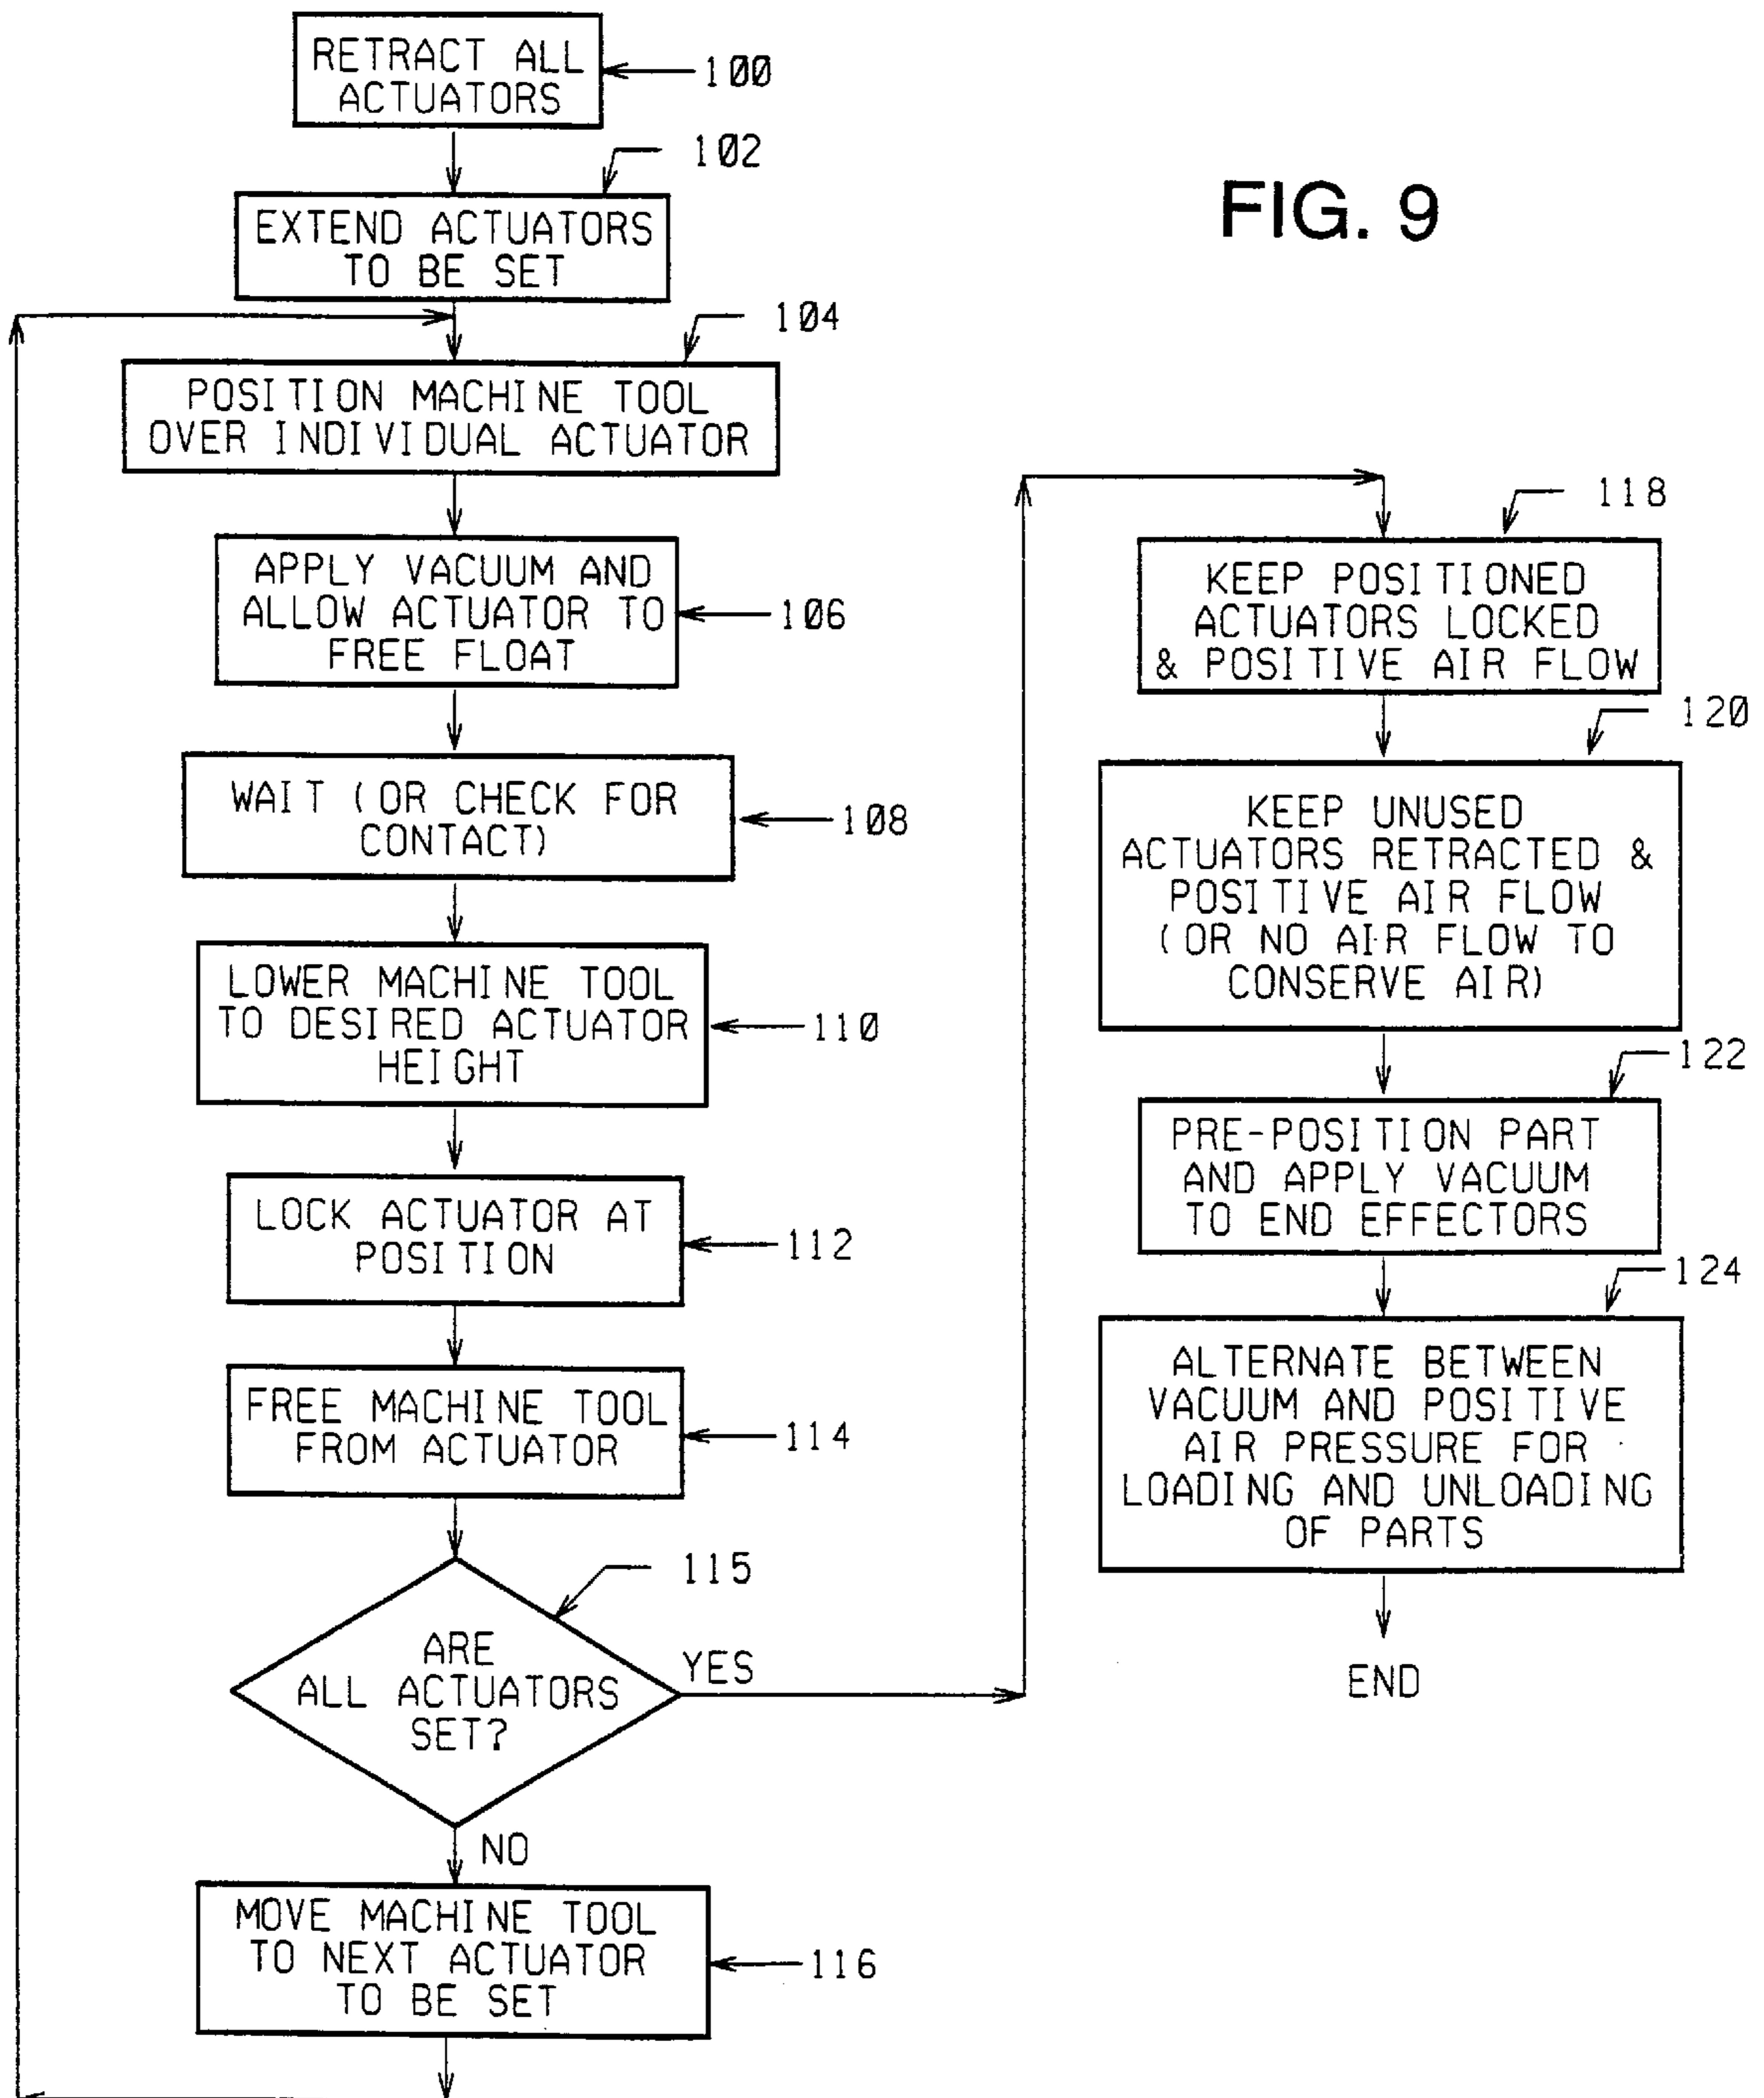 FIG. 9
RETRACT ALL
ACTUATORS
100
102
EXTEND ACTUATORS
TO BE SET
104
POSITION MACHINE TOOL
OVER INDIVIDUAL ACTUATOR
APPLY VACUUM AND
ALLOW ACTUATOR TO
FREE FLOAT
106
WAIT (OR CHECK FOR
CONTACT)
108
LOWER MACHINE TOOL
TO DESIRED ACTUATOR
HEIGHT
110
LOCK ACTUATOR AT
POSITION
112
FREE MACHINE TOOL
FROM ACTUATOR
114
115
ARE
ALL ACTUATORS
SET?
YES
NO
MOVE MACHINE TOOL
TO NEXT ACTUATOR
TO BE SET
116
118
KEEP POSITIONED
ACTUATORS LOCKED
& POSITIVE AIR FLOW
120
KEEP UNUSED
ACTUATORS RETRACTED &
POSITIVE AIR FLOW
(OR NO AIR FLOW TO
CONSERVE AIR)
122
PRE-POSITION PART
AND APPLY VACUUM
TO END EFFECTORS
124
ALTERNATE BETWEEN
VACUUM AND POSITIVE
AIR PRESSURE FOR
LOADING AND UNLOADING
OF PARTS
END